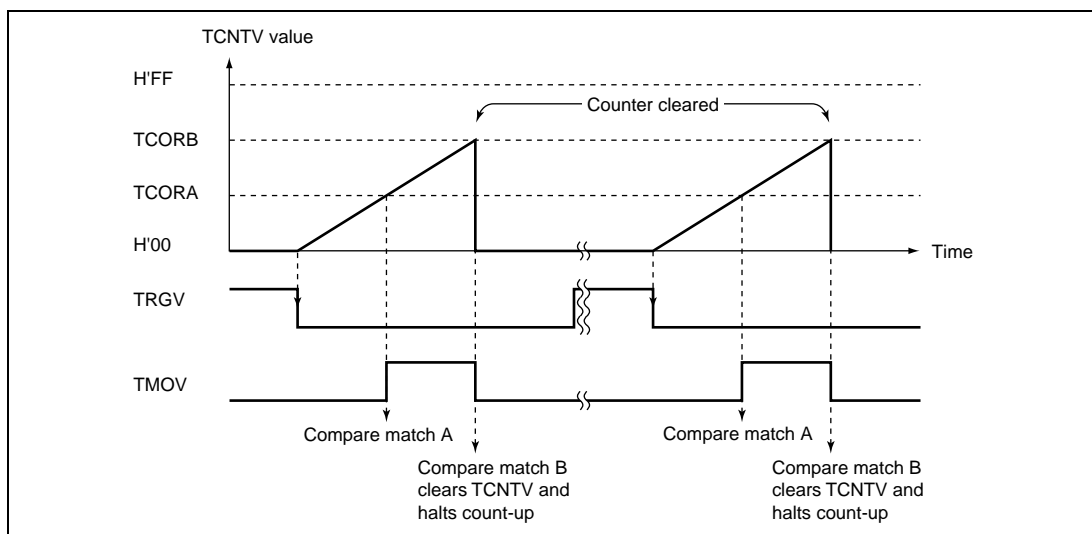 TCNTV value
H'FF
Counter cleared
TCORB
TCORA
H'00
Time
TRGV
TMOV
Compare match A
Compare match A
Compare match B
clears TCNTV and
halts count-up
Compare match B
clears TCNTV and
halts count-up